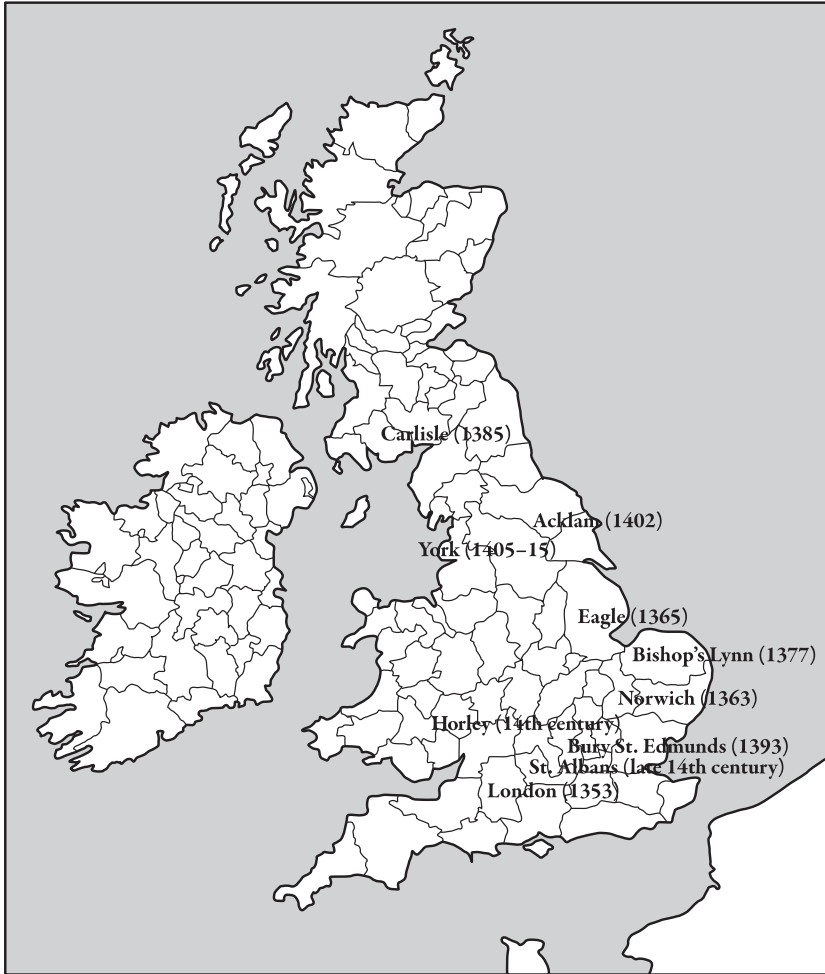 Carlisle (1385)
Acklam (1402)
York (1405–15)
Eagle (1365)
Bishop's Lynn (1377)
Norwich (1363)
Horley (14th century)
Bury St. Edmunds (1393)
St. Albans (late 14th century)
London (1353)